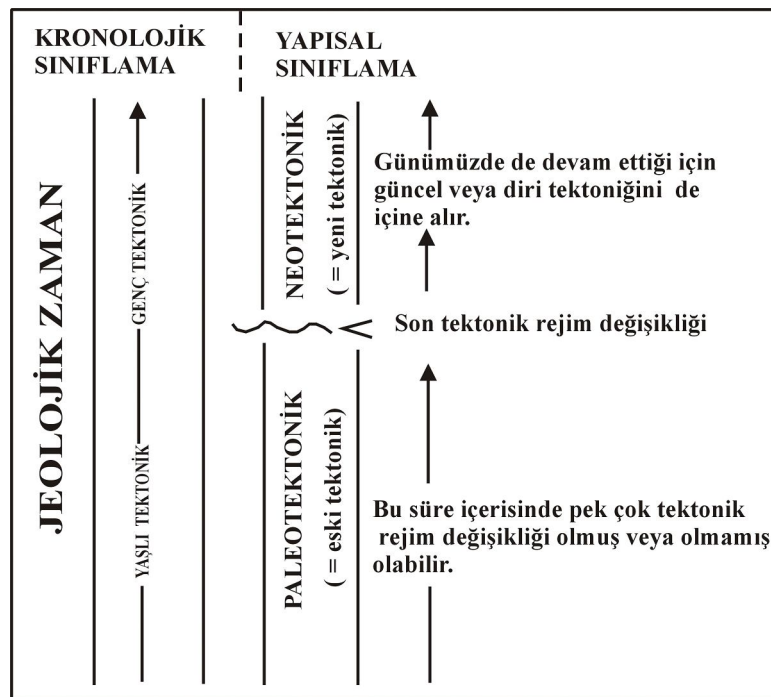 KRONOLOJİK
SINIFLAMA
YAPISAL
SINIFLAMA
JEOLOJİK ZAMAN
GENÇ TEKTONİK
YAŞLI TEKTONİK
NEOTEKTONİK
( = yeni tektonik)
Günümüzde de devam ettiği için
güncel veya diri tektoniğini de
içine alır.
Son tektonik rejim değişikliği
PALEOTEKTONİK
( = eski tektonik)
Bu süre içerisinde pek çok tektonik
rejim değişikliği olmuş veya olmamış
olabilir.